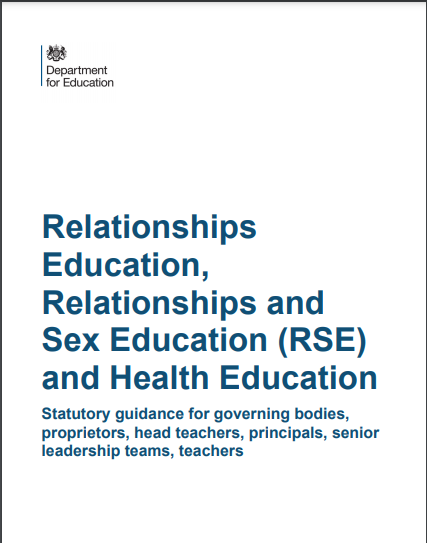 Department
for Education
Relationships
Education,
Relationships and
Sex Education (RSE)
and Health Education
Statutory guidance for governing bodies,
proprietors, head teachers, principals, senior
leadership teams, teachers